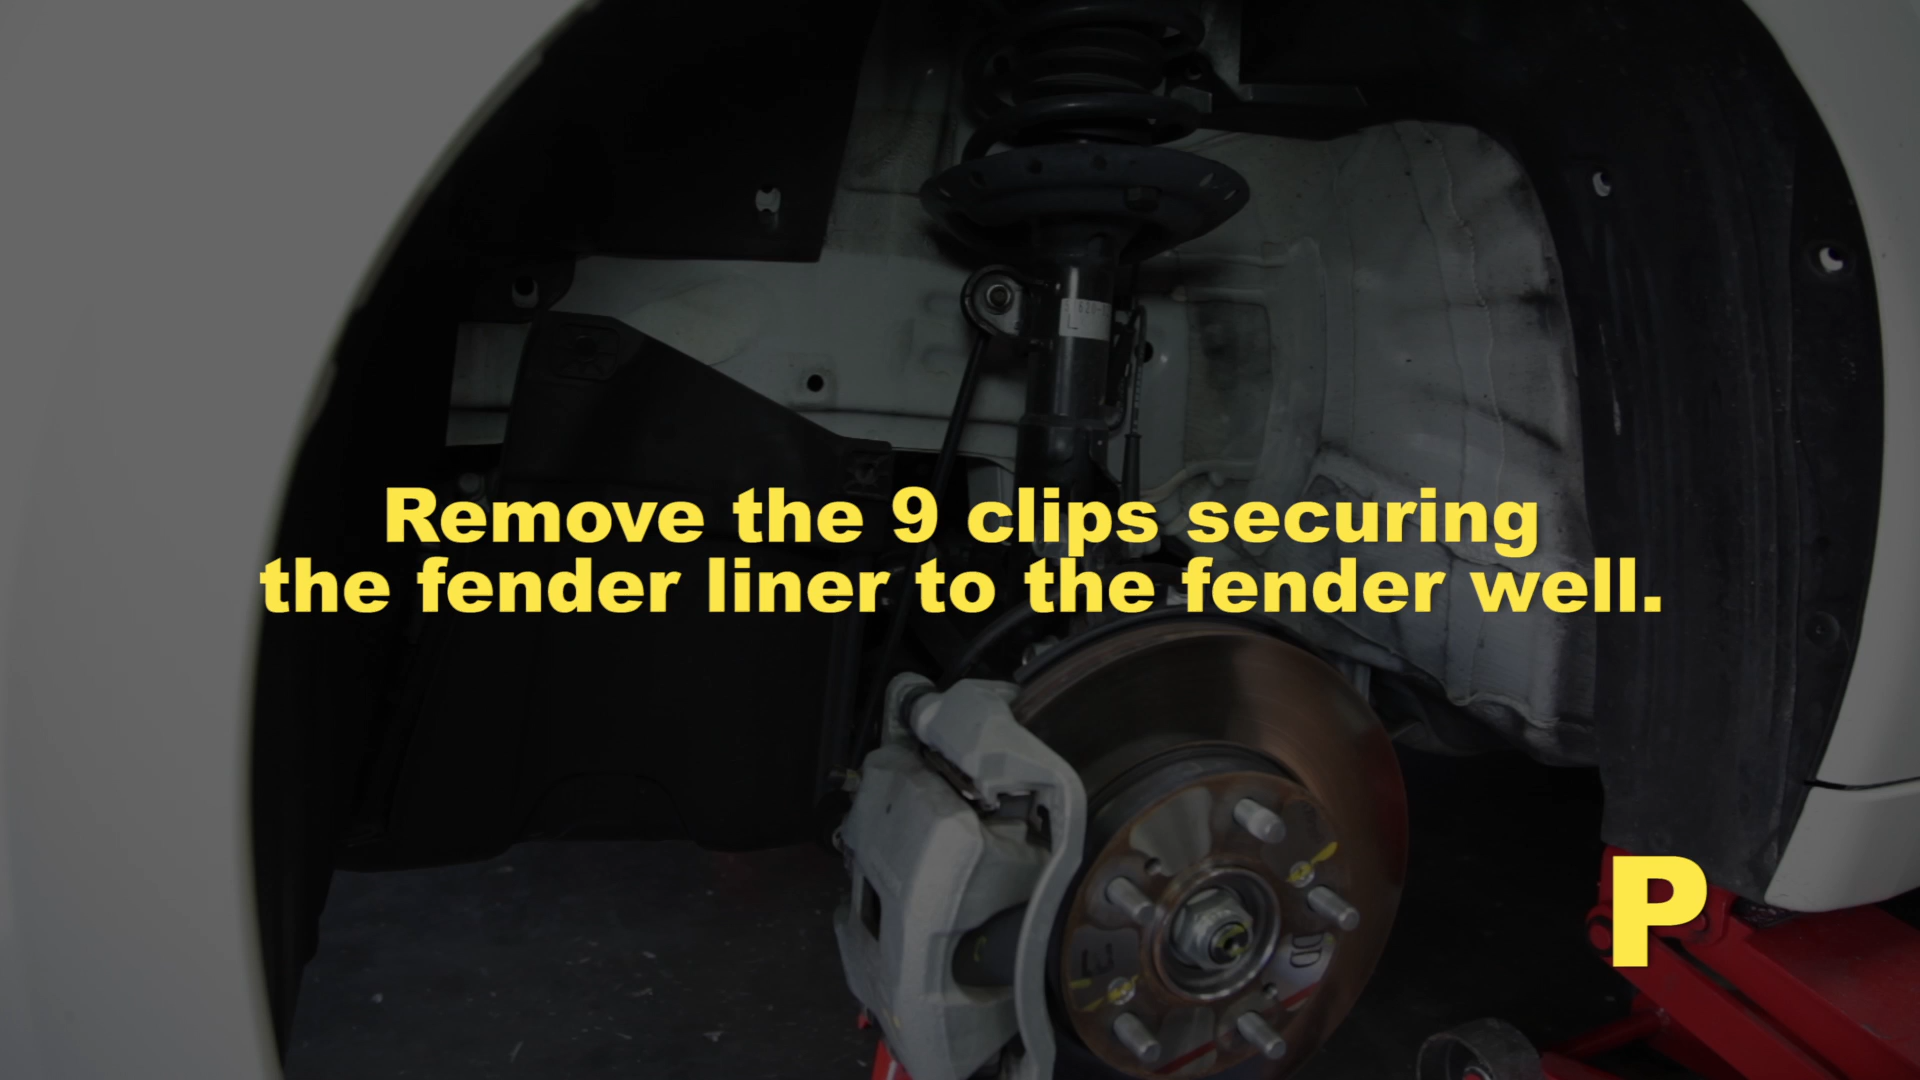 Remove the 9 clips securing
the fender liner to the fender well.
P